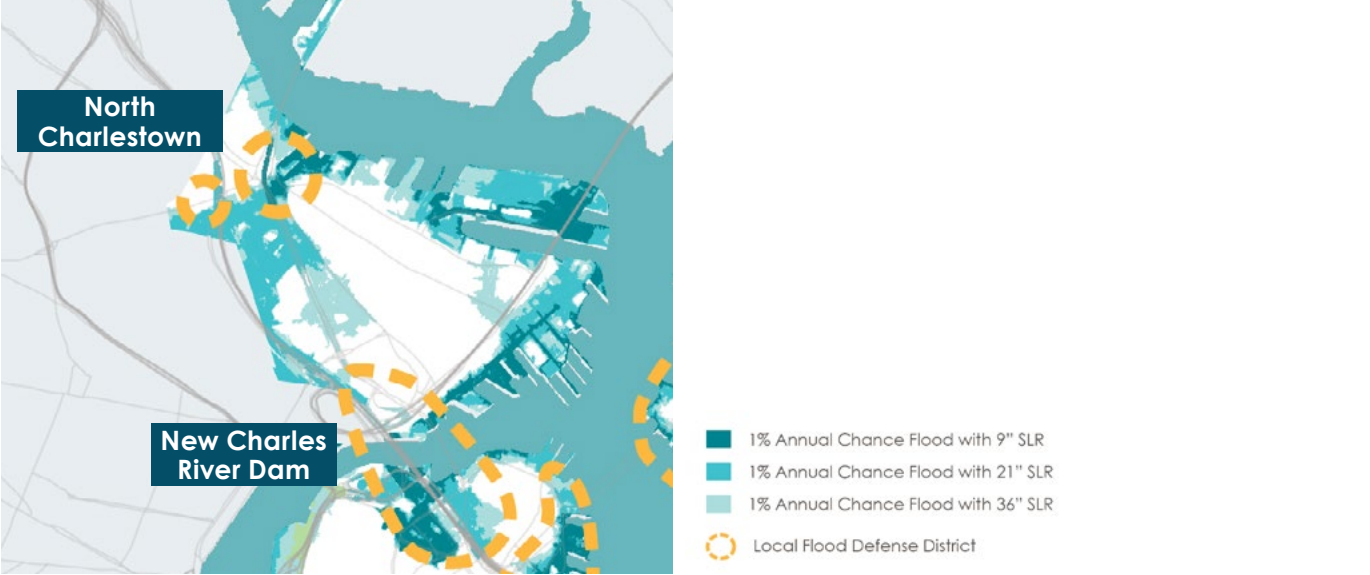 North
Charlestown
New Charles
River Dam
1% Annual Chance Flood with 9” SLR
1% Annual Chance Flood with 21” SLR
1% Annual Chance Flood with 36” SLR
Local Flood Defense District